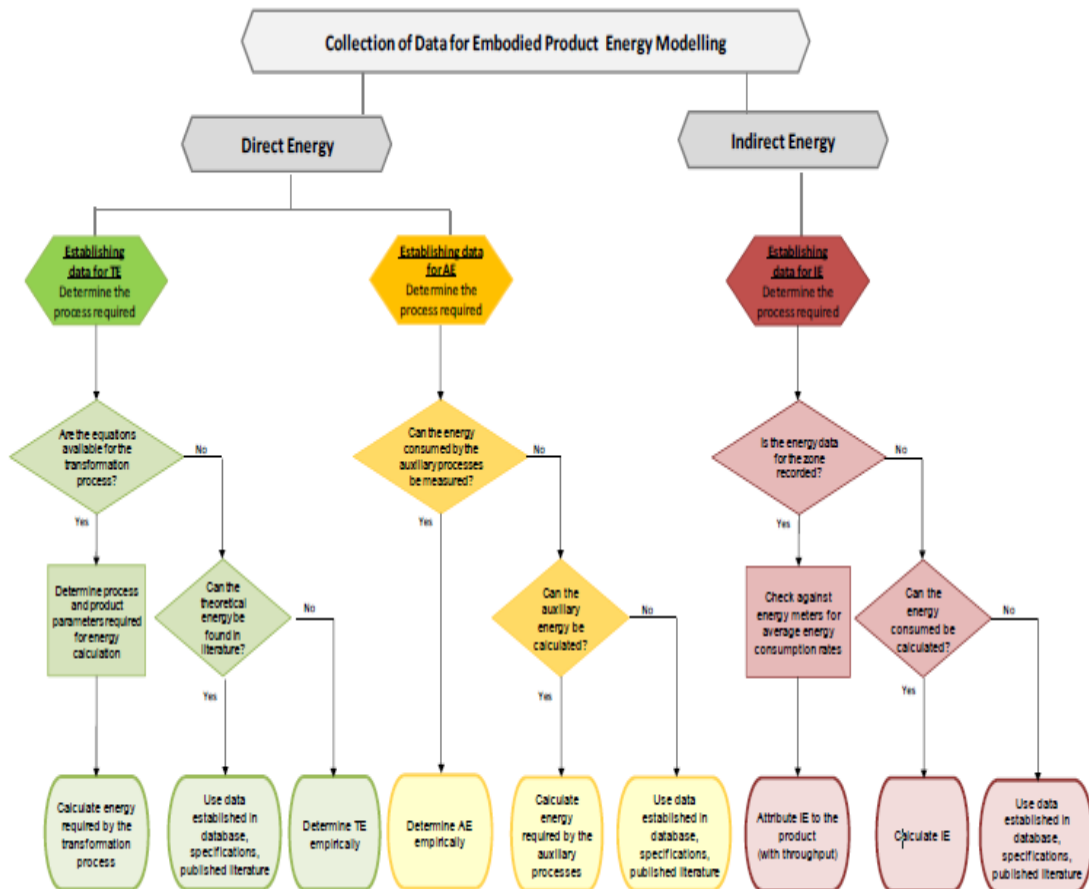 Collection of Data for Embodied Product Energy Modelling
Direct Energy
Indirect Energy
Establishing
data for TE
Determine the
process required
Establishing data
for AE
Determine the
process required
Establishing
data for IE
Determine the
process required
Are the equations
available for the
transformation
process?
No
Yes
Can the energy
consumed by the
auxiliary processes
be measured?
No
Yes
Is the energy data
for the zone
recorded?
No
Yes
Determine process
and product
parameters required
for energy
calculation
Can the
theoretical
energy be
found in
literature?
No
Yes
Can the
auxiliary
energy be
calculated?
No
Yes
Check against
energy meters for
average energy
consumption rates
Can the
energy
consumed be
calculated?
No
Yes
Calculate energy
required by the
transformation
process
Use data
established in
database,
specifications,
published literature
Determine TE
empirically
Determine AE
empirically
Calculate
energy
required by the
auxiliary
processes
Use data
established in
database,
specifications,
published literature
Attribute IE to the
product
(with throughput)
Calculate IE
Use data
established in
database,
specifications,
published literature